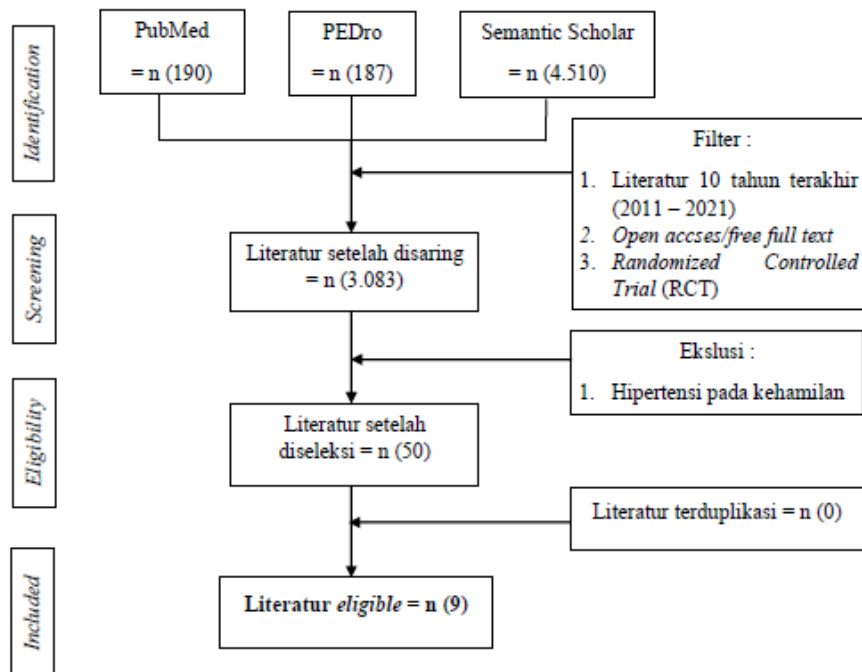 PubMed
= n (190)
PEDro
= n (187)
Semantic Scholar
= n (4.510)
Identification
Filter :
1. Literatur 10 tahun terakhir
(2011 – 2021)
2. Open accses/free full text
3. Randomized Controlled
Trial (RCT)
Screening
Literatur setelah disaring
= n (3.083)
Ekslusi :
1. Hipertensi pada kehamilan
Eligibility
Literatur setelah
diseleksi = n (50)
Literatur terduplikasi = n (0)
Included
Literatur eligible = n (9)